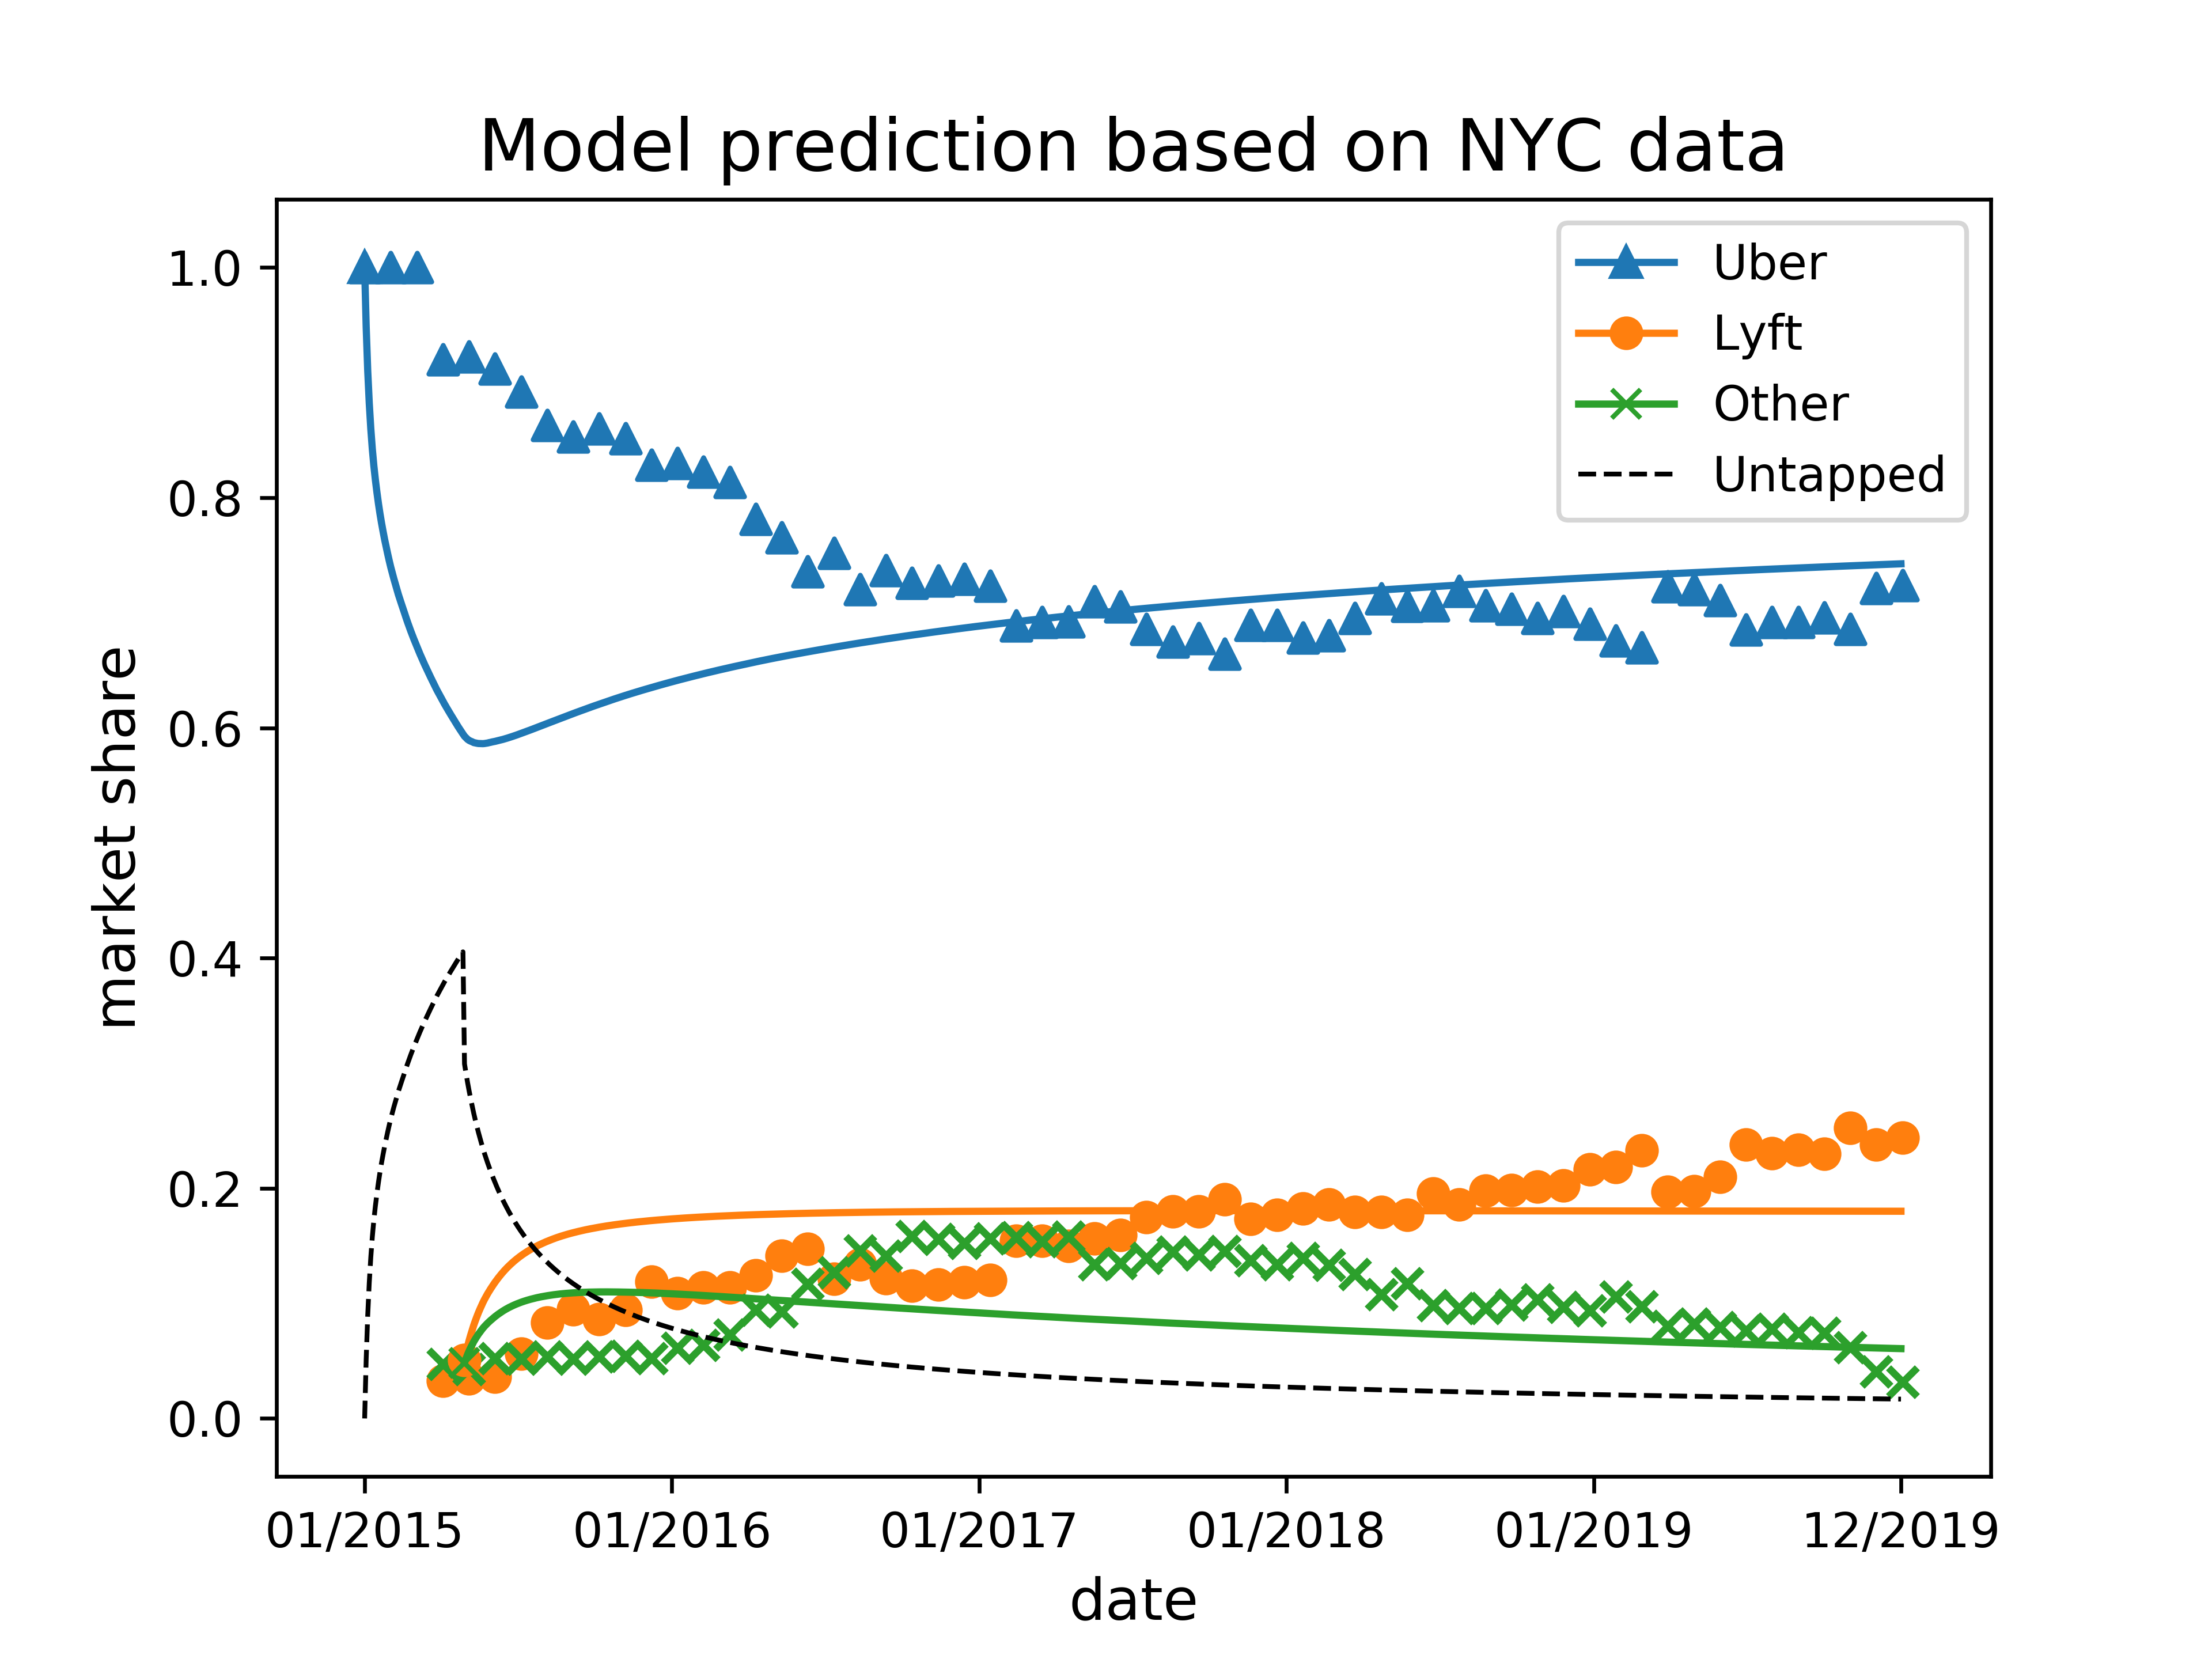 Model prediction based on NYC data
Uber
Lyft
Other
Untapped
1.0
0.8
0.6
0.4
0.2
0.0
market share
01/2015 01/2016 01/2017 01/2018 01/2019 12/2019
date